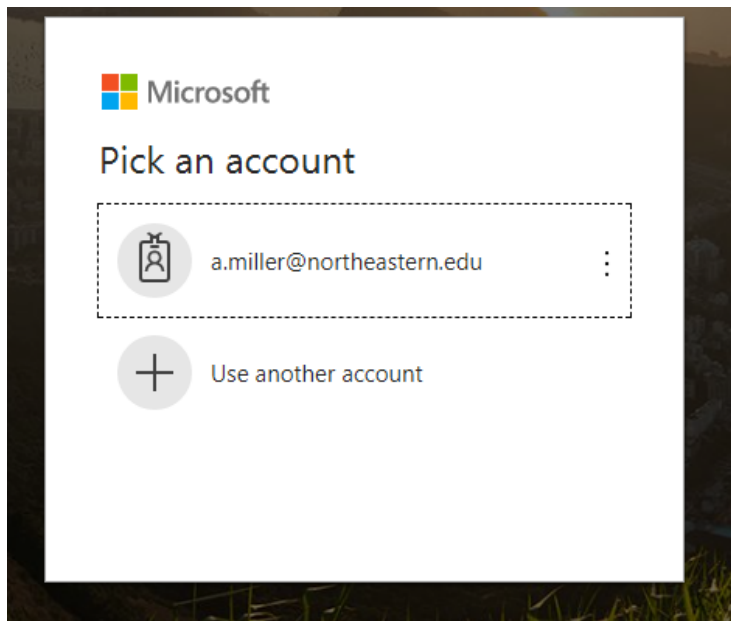 Microsoft
Pick an account
a.miller@northeastern.edu
Use another account